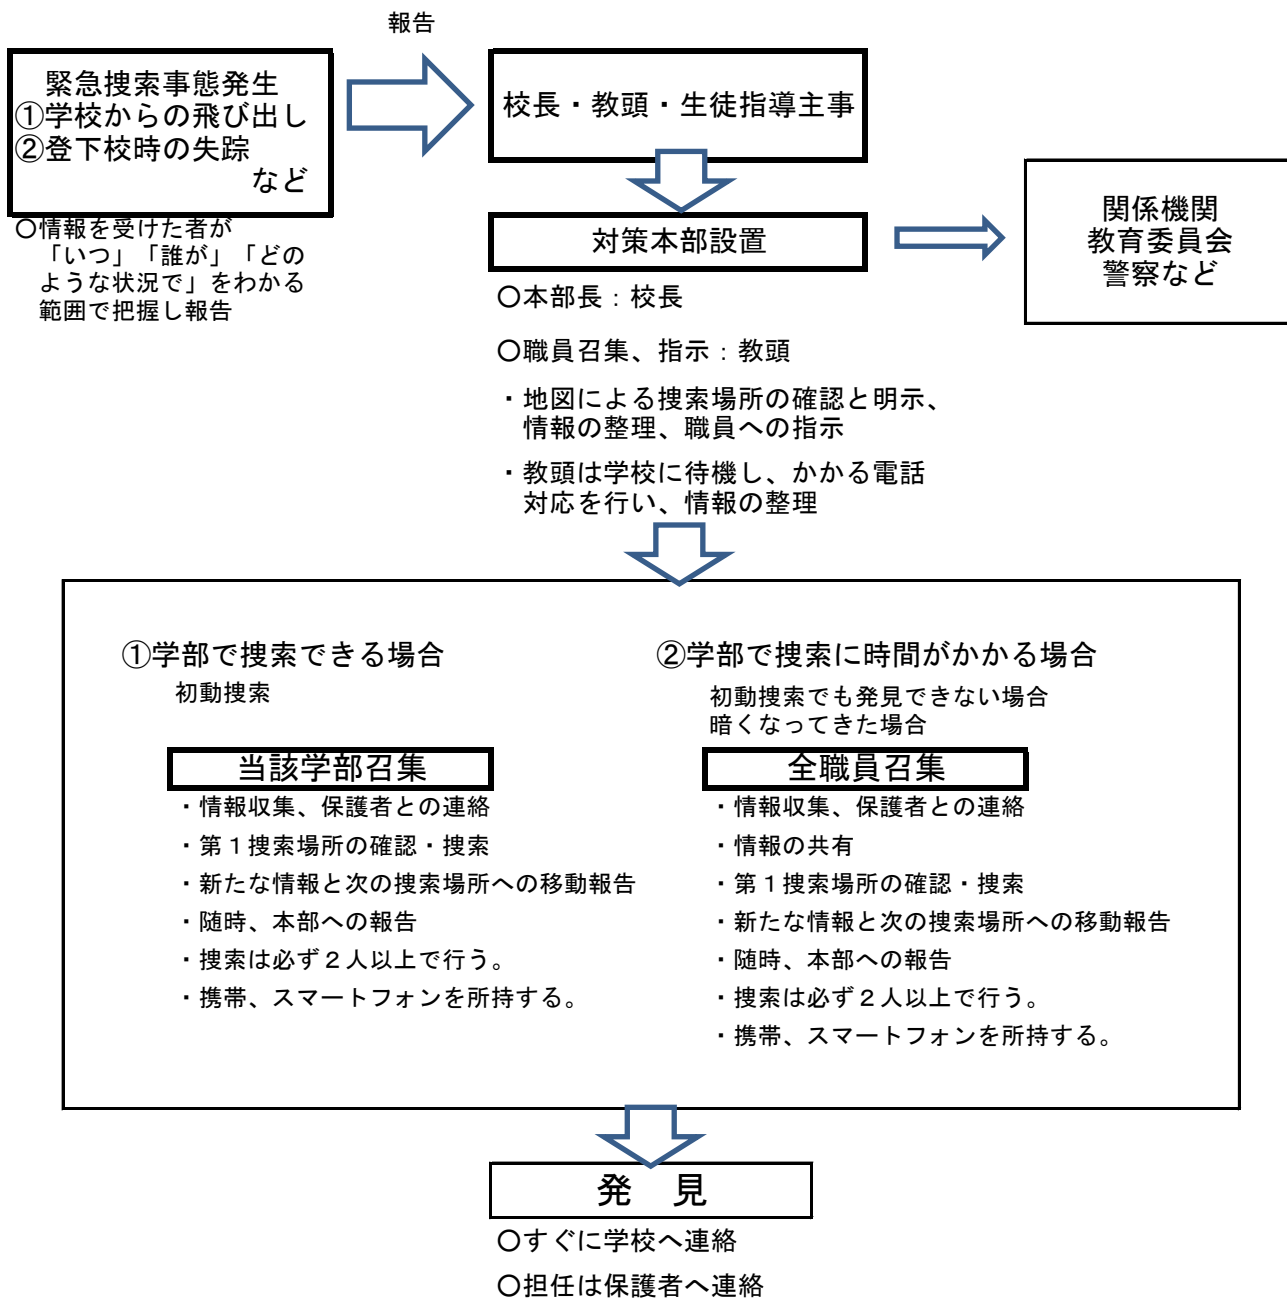 報告
緊急捜索事態発生
①学校からの飛び出し
②登下校時の失踪
など
〇情報を受けた者が
「いつ」「誰が」「どの
ような状況で」をわかる
範囲で把握し報告
校長・教頭・生徒指導主事
対策本部設置
関係機関
教育委員会
警察など
〇本部長：校長
〇職員召集、指示：教頭
・地図による捜索場所の確認と明示、
情報の整理、職員への指示
・教頭は学校に待機し、かかる電話
対応を行い、情報の整理
①学部で捜索できる場合
初動捜索
当該学部召集
・情報収集、保護者との連絡
・第１捜索場所の確認・捜索
・新たな情報と次の捜索場所への移動報告
・随時、本部への報告
・捜索は必ず２人以上で行う。
・携帯、スマートフォンを所持する。
②学部で捜索に時間がかかる場合
初動捜索でも発見できない場合
暗くなってきた場合
全職員召集
・情報収集、保護者との連絡
・情報の共有
・第１捜索場所の確認・捜索
・新たな情報と次の捜索場所への移動報告
・随時、本部への報告
・捜索は必ず２人以上で行う。
・携帯、スマートフォンを所持する。
発　見
〇すぐに学校へ連絡
〇担任は保護者へ連絡